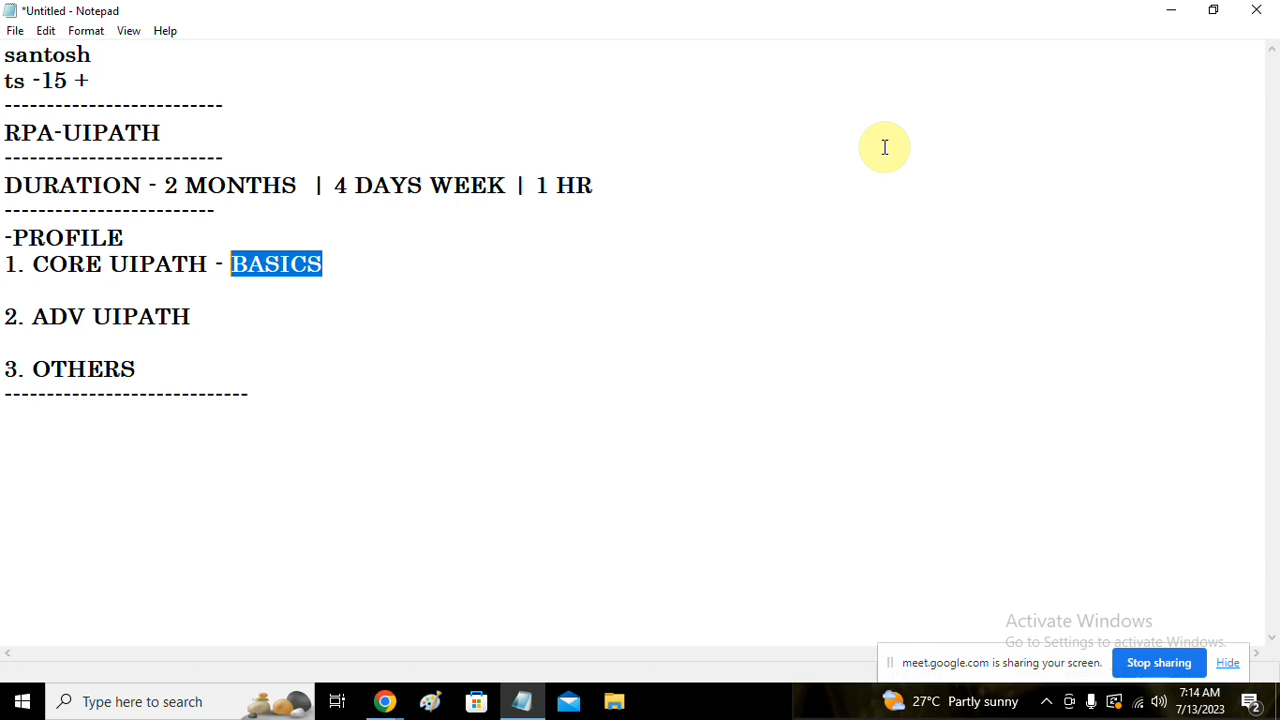 *Untitled - Notepad
File Edit Format View Help
santosh
ts -15 +
--------------------------
RPA-UIPATH
--------------------------
DURATION - 2 MONTHS | 4 DAYS WEEK | 1 HR
-------------------------
-PROFILE
1. CORE UIPATH - BASICS
2. ADV UIPATH
3. OTHERS
-----------------------------
Activate Windows
Go to Settings to activate Windows.
meet.google.com is sharing your screen. Stop sharing Hide
Type here to search
27°C Partly sunny
7:14 AM
7/13/2023
2